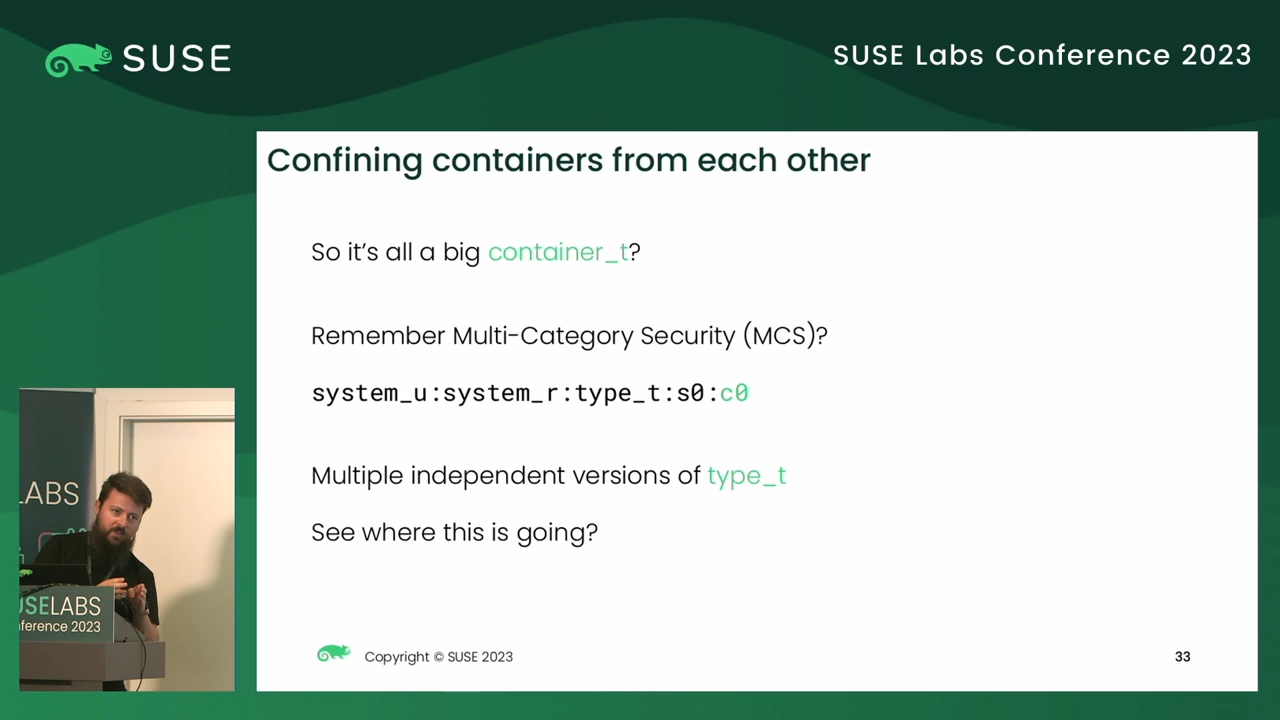 SUSE
SUSE Labs Conference 2023
Confining containers from each other
So it's all a big container_t?
Remember Multi-Category Security (MCS)?
system_u:system_r:type_t:s0:c0
Multiple independent versions of type_t
See where this is going?
Copyright © SUSE 2023
33
LABS
USELABS
nference 2023